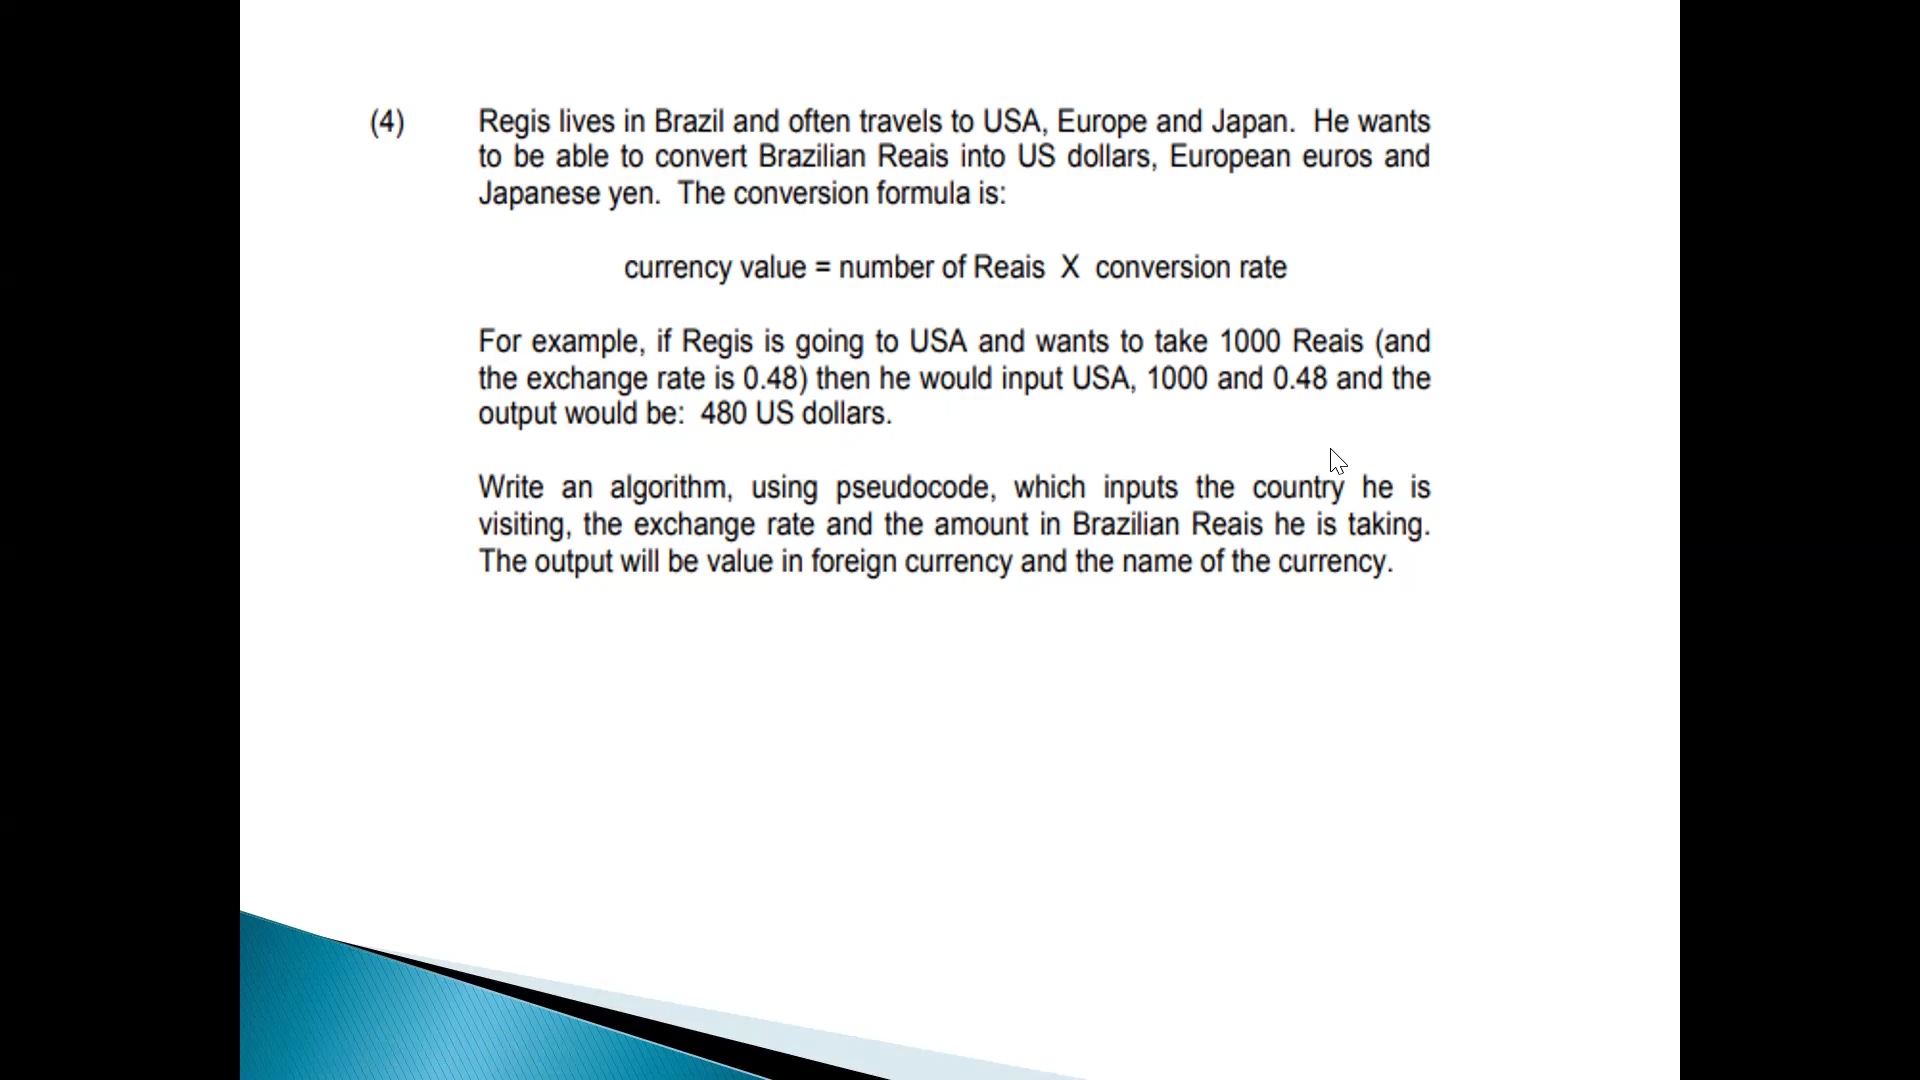 (4) Regis lives in Brazil and often travels to USA, Europe and Japan. He wants
to be able to convert Brazilian Reais into US dollars, European euros and
Japanese yen. The conversion formula is:
currency value = number of Reais X conversion rate
For example, if Regis is going to USA and wants to take 1000 Reais (and
the exchange rate is 0.48) then he would input USA, 1000 and 0.48 and the
output would be: 480 US dollars.
Write an algorithm, using pseudocode, which inputs the country he is
visiting, the exchange rate and the amount in Brazilian Reais he is taking.
The output will be value in foreign currency and the name of the currency.